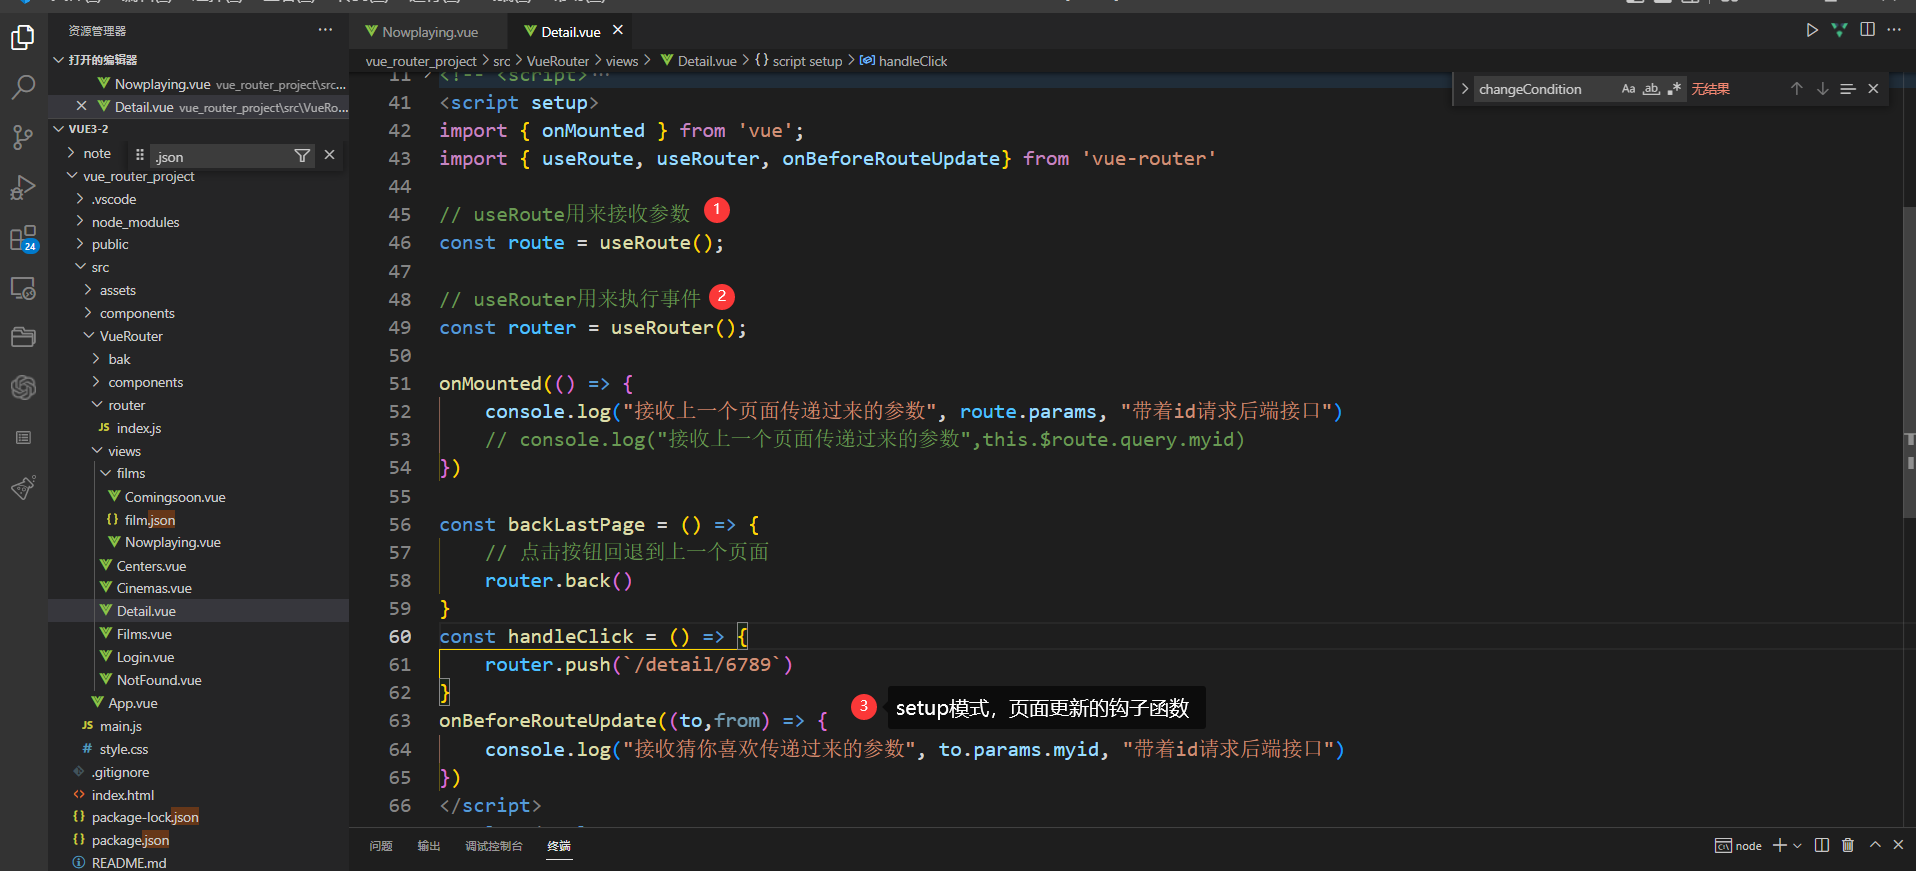 资源管理器
打开的编辑器
Nowplaying.vue vue_router_project\src...
Detail.vue vue_router_project\src\VueRo...
VUE3-2
note
.json
vue_router_project
.vscode
node_modules
public
src
assets
components
VueRouter
bak
components
router
JS index.js
views
films
Comingsoon.vue
{} film.json
Nowplaying.vue
Centers.vue
Cinemas.vue
Detail.vue
Films.vue
Login.vue
NotFound.vue
App.vue
JS main.js
# style.css
.gitignore
<> index.html
{} package-lock.json
{} package.json
README.md
24
Nowplaying.vue
Detail.vue
vue_router_project > src > VueRouter > views > Detail.vue > {} script setup > handleClick
changeCondition Aa ab .* 无结果
11 <!-- <script>...
41 <script setup>
42 import { onMounted } from 'vue';
43 import { useRoute, useRouter, onBeforeRouteUpdate} from 'vue-router'
44
45 // useRoute用来接收参数 1
46 const route = useRoute();
47
48 // useRouter用来执行事件 2
49 const router = useRouter();
50
51 onMounted(() => {
52 console.log("接收上一个页面传递过来的参数", route.params, "带着id请求后端接口")
53 // console.log("接收上一个页面传递过来的参数",this.$route.query.myid)
54 })
55
56 const backLastPage = () => {
57 // 点击按钮回退到上一个页面
58 router.back()
59 }
60 const handleClick = () => {
61 router.push(`/detail/6789`)
62 }
3 setup模式，页面更新的钩子函数
63 onBeforeRouteUpdate((to,from) => {
64 console.log("接收猜你喜欢传递过来的参数", to.params.myid, "带着id请求后端接口")
65 })
66 </script>
问题 输出 调试控制台 终端
node